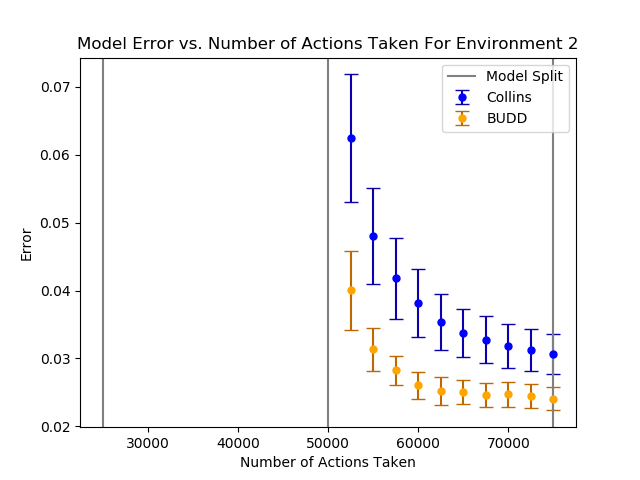 Model Error vs. Number of Actions Taken For Environment 2
Model Split
Collins
BUDD
0.07
0.06
0.05
0.04
0.03
0.02
Error
30000 40000 50000 60000 70000
Number of Actions Taken